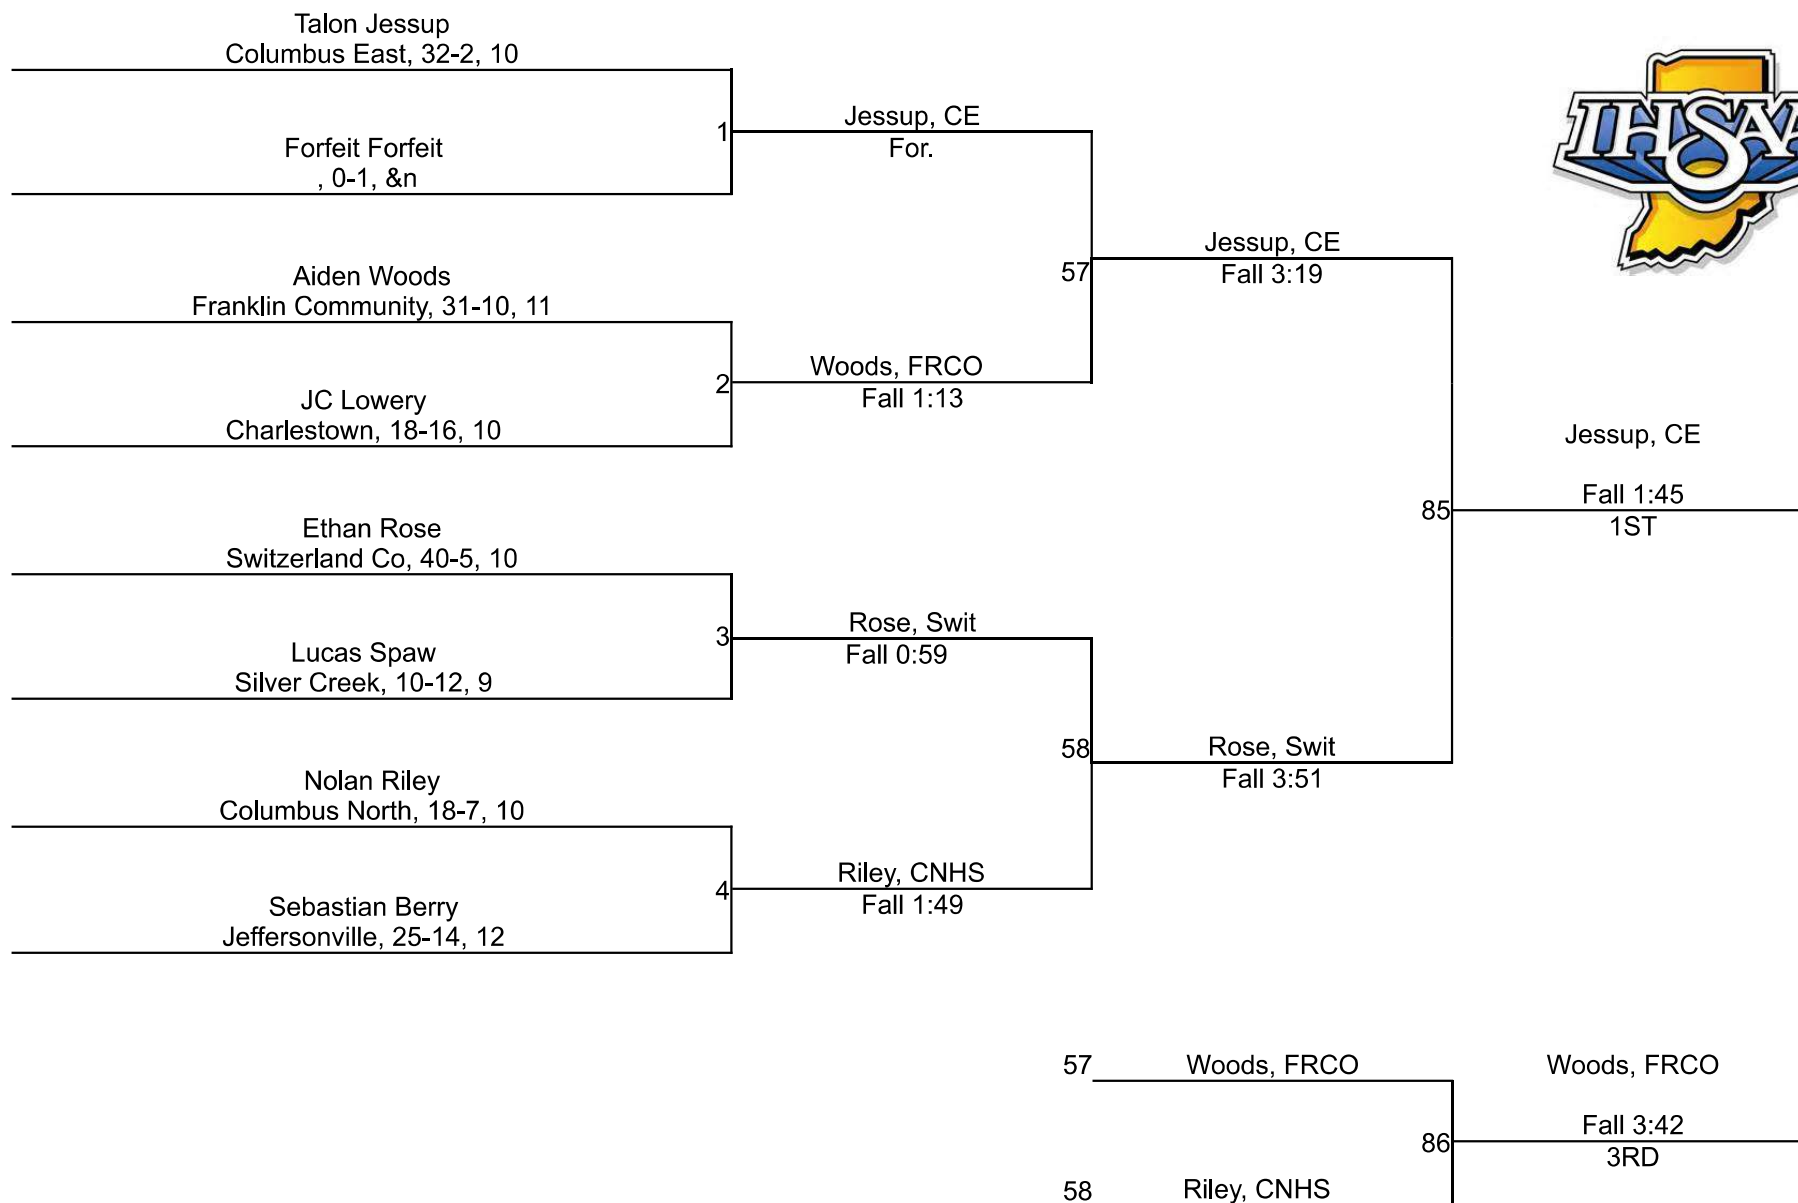 Talon Jessup
Columbus East, 32-2, 10
Forfeit Forfeit
, 0-1, &n
Aiden Woods
Franklin Community, 31-10, 11
JC Lowery
Charlestown, 18-16, 10
Ethan Rose
Switzerland Co, 40-5, 10
Lucas Spaw
Silver Creek, 10-12, 9
Nolan Riley
Columbus North, 18-7, 10
Sebastian Berry
Jeffersonville, 25-14, 12
1
Jessup, CE
For.
2
Woods, FRCO
Fall 1:13
3
Rose, Swit
Fall 0:59
4
Riley, CNHS
Fall 1:49
57
Jessup, CE
Fall 3:19
58
Rose, Swit
Fall 3:51
IHSAA
85
Jessup, CE
Fall 1:45
1ST
57
Woods, FRCO
58
Riley, CNHS
86
Woods, FRCO
Fall 3:42
3RD